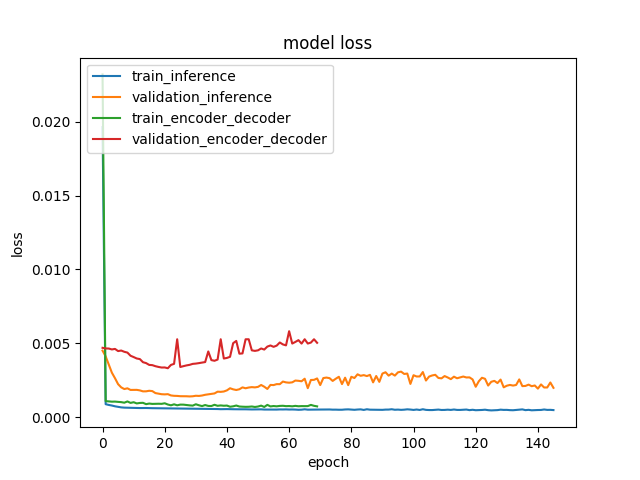 model loss
train_inference
validation_inference
train_encoder_decoder
validation_encoder_decoder
0.020
0.015
0.010
0.005
0.000
loss
0 20 40 60 80 100 120 140
epoch